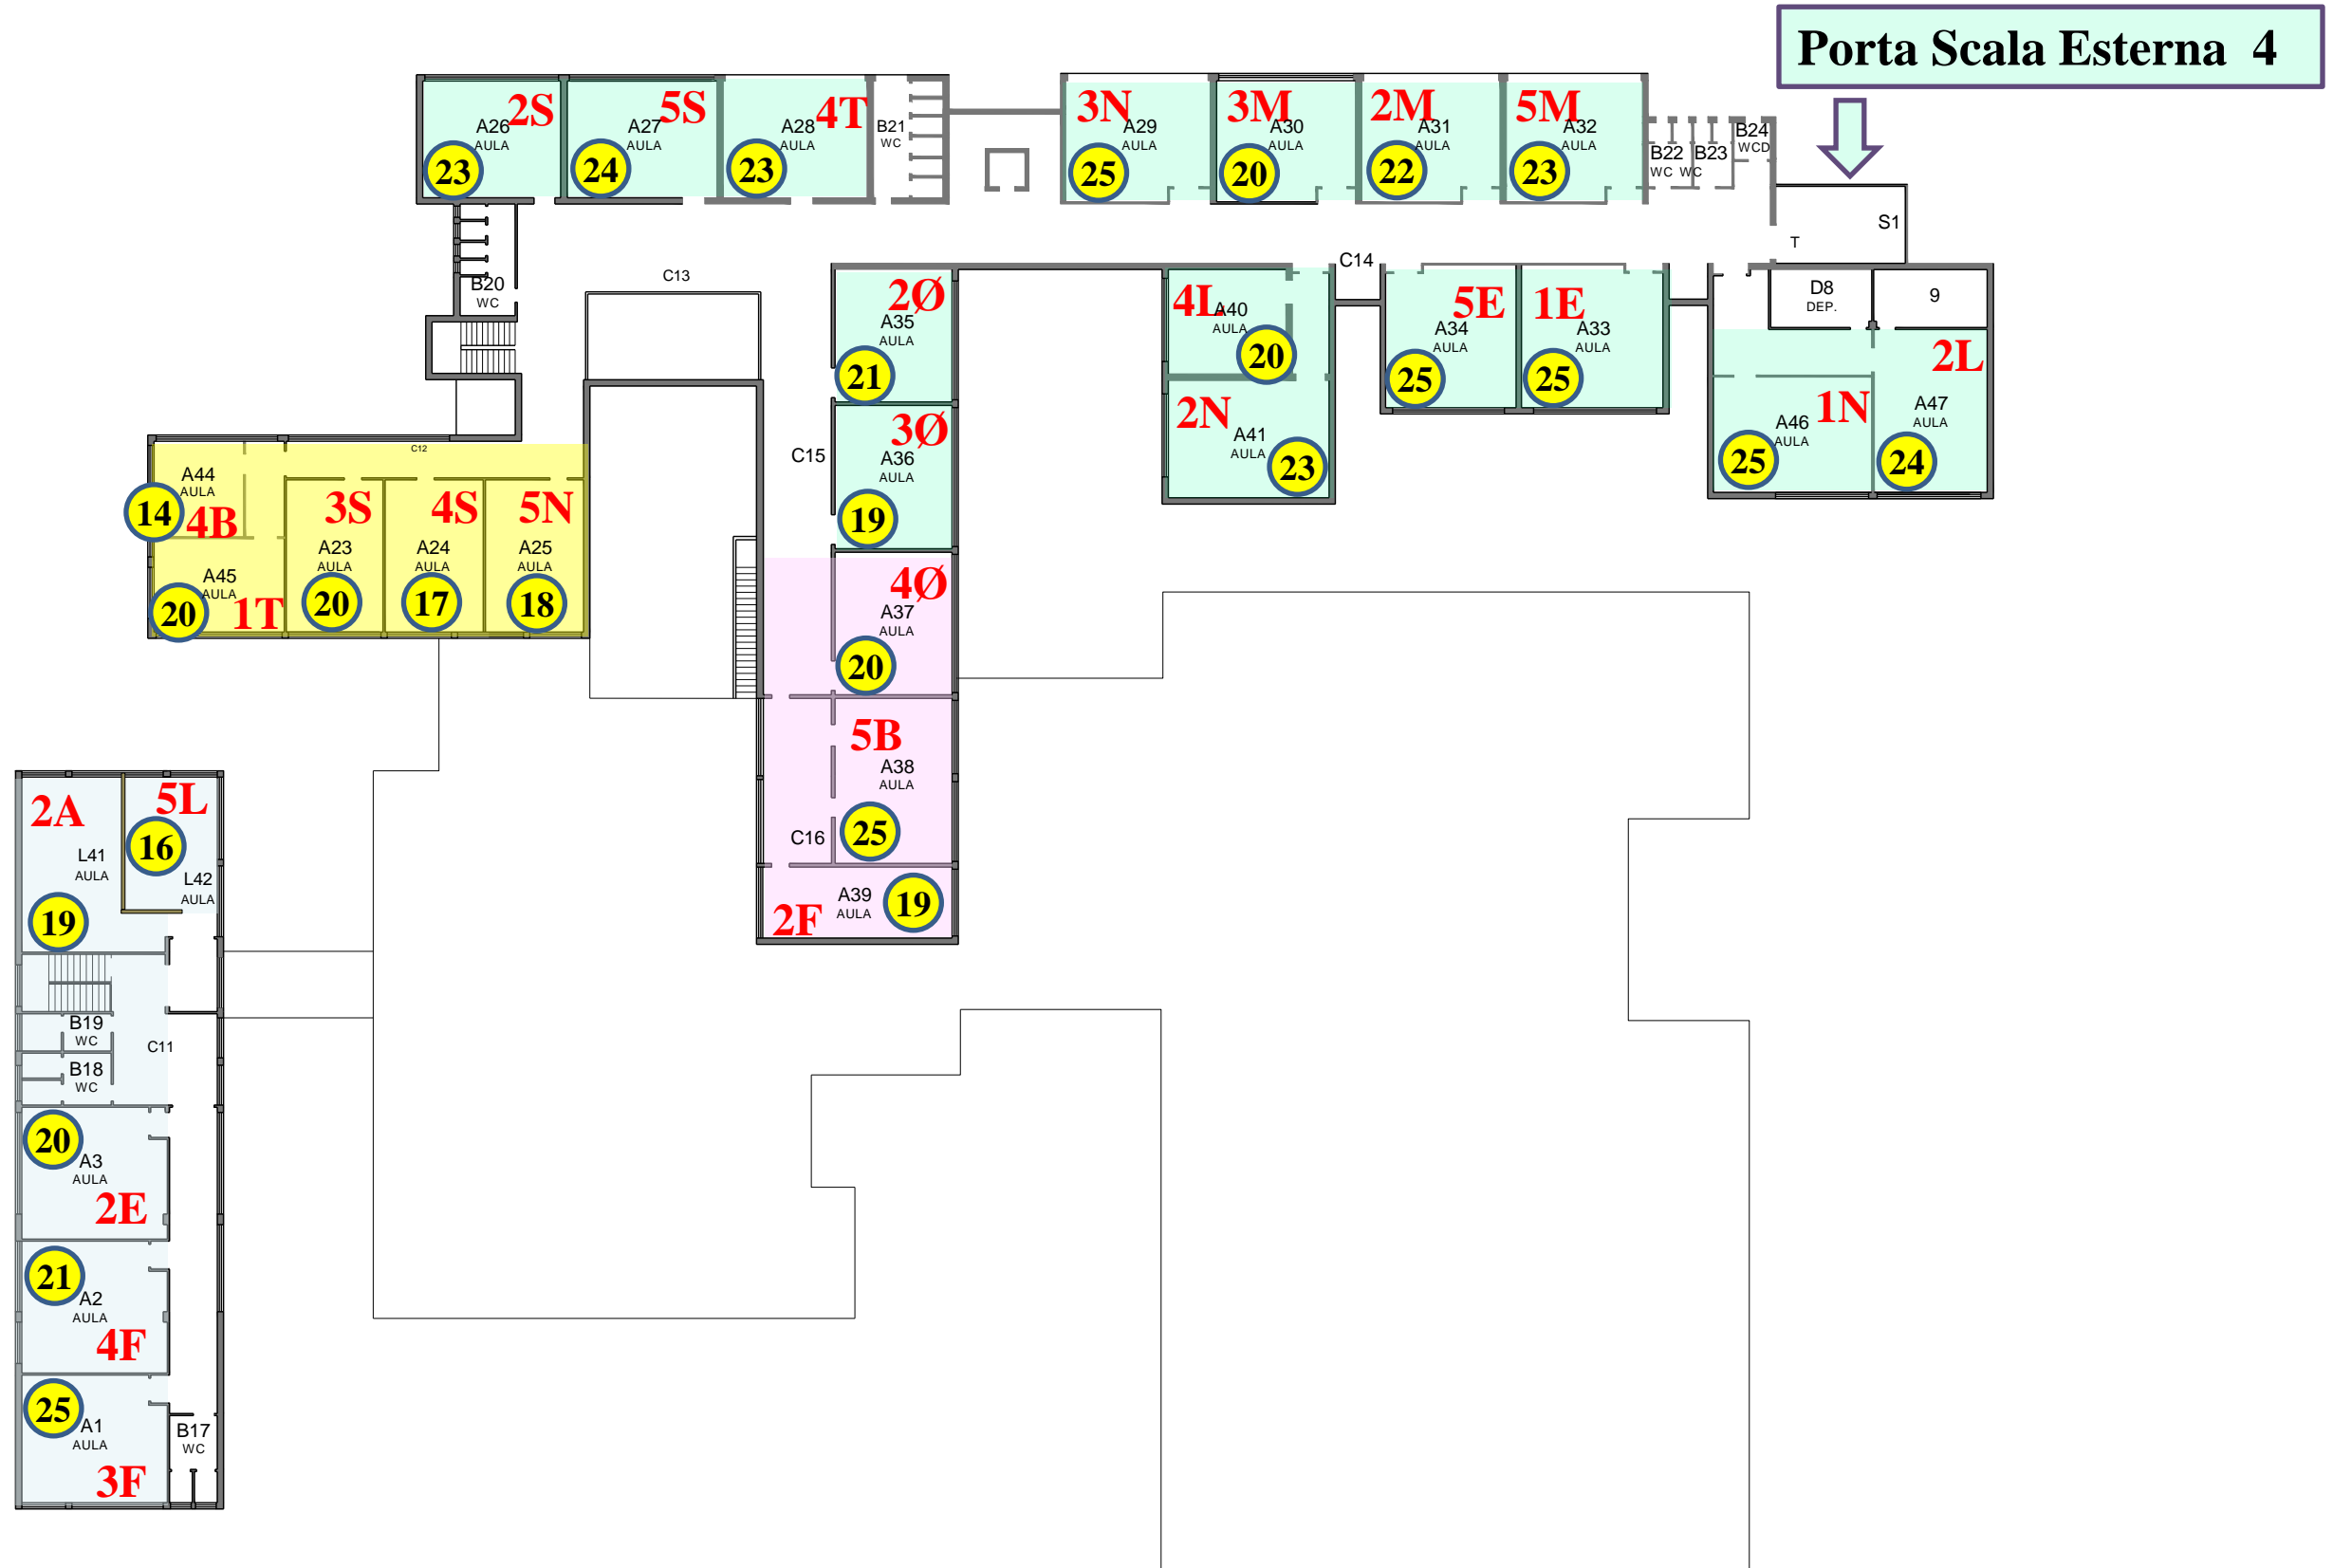 Porta Scala Esterna 4
2S
A26
AULA
23
5S
A27
AULA
24
4T
A28
AULA
23
B21
WC
3N
A29
AULA
25
3M
A30
AULA
20
2M
A31
AULA
22
5M
A32
AULA
23
B22
WC
B23
WC
B24
WCD
S1
T
C14
C13
B20
WC
2Ø
A35
AULA
21
4L
A40
AULA
20
5E
A34
AULA
25
1E
A33
AULA
25
D8
DEP.
9
2L
A47
AULA
24
1N
A46
AULA
25
2N
A41
AULA
23
C15
3Ø
A36
AULA
19
C12
A44
AULA
14
4B
A45
AULA
20
1T
3S
A23
AULA
20
4S
A24
AULA
17
5N
A25
AULA
18
4Ø
A37
AULA
20
5B
A38
AULA
25
C16
2F
A39
AULA
19
2A
L41
AULA
19
5L
16
L42
AULA
B19
WC
C11
B18
WC
20
A3
AULA
2E
21
A2
AULA
4F
25
A1
AULA
3F
B17
WC